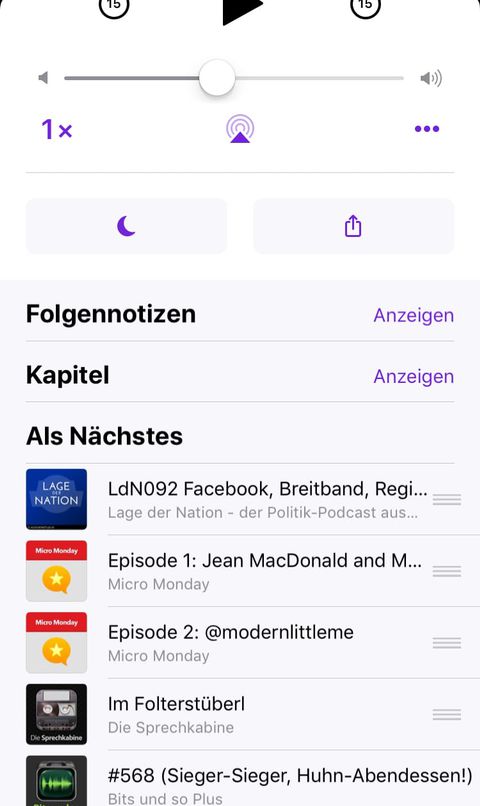 15 15
1×
Folgennotizen Anzeigen
Kapitel Anzeigen
Als Nächstes
LAGE
DER
NATION
LdN092 Facebook, Breitband, Regi...
Lage der Nation - der Politik-Podcast aus...
Micro Monday
Episode 1: Jean MacDonald and M...
Micro Monday
Micro Monday
Episode 2: @modernlittleme
Micro Monday
Die Sprechkabine
Im Folterstüberl
Die Sprechkabine
#568 (Sieger-Sieger, Huhn-Abendessen!)
Bits und so Plus